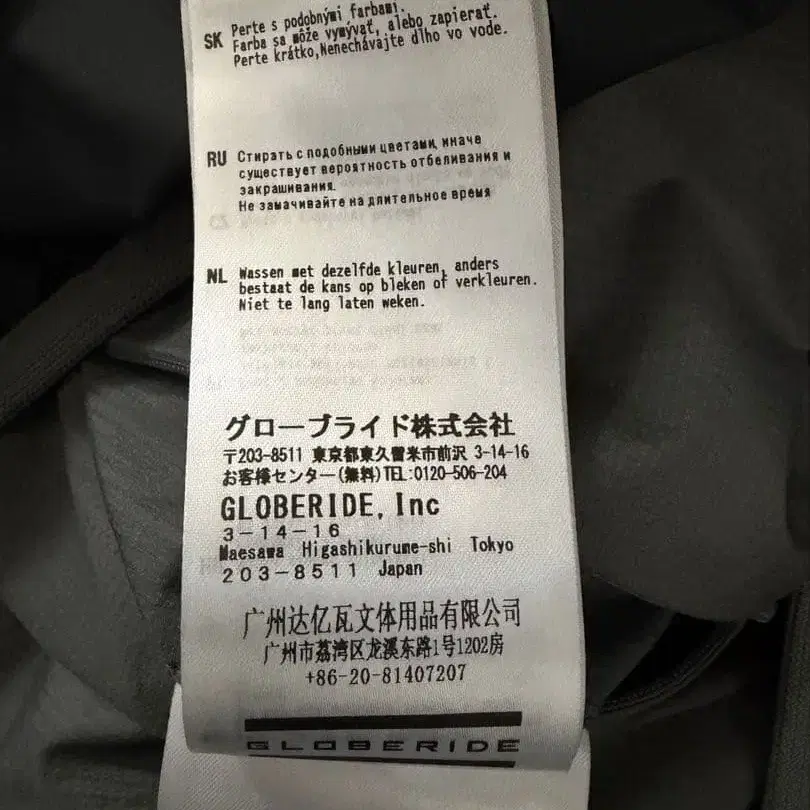 SK Perte s podobnými farbami.
Farba sa môže vymývať, alebo zapierať.
Perte krátko,Nenechávajte dlho vo vode.
RU Стирать с подобными цветами, иначе
существует вероятность отбеливания и
закрашивания.
Не замачивайте на длительное время
NL Wassen met dezelfde kleuren, anders
bestaat de kans op bleken of verkleuren.
Niet te lang laten weken.
グローブライド株式会社
〒203-8511 東京都東久留米市前沢 3-14-16
お客様センター(無料)TEL:0120-506-204
GLOBERIDE, Inc
3-14-16
Maesawa Higashikurume-shi Tokyo
203-8511 Japan
广州达亿瓦文体用品有限公司
广州市荔湾区龙溪东路1号1202房
+86-20-81407207
GLOBERIDE